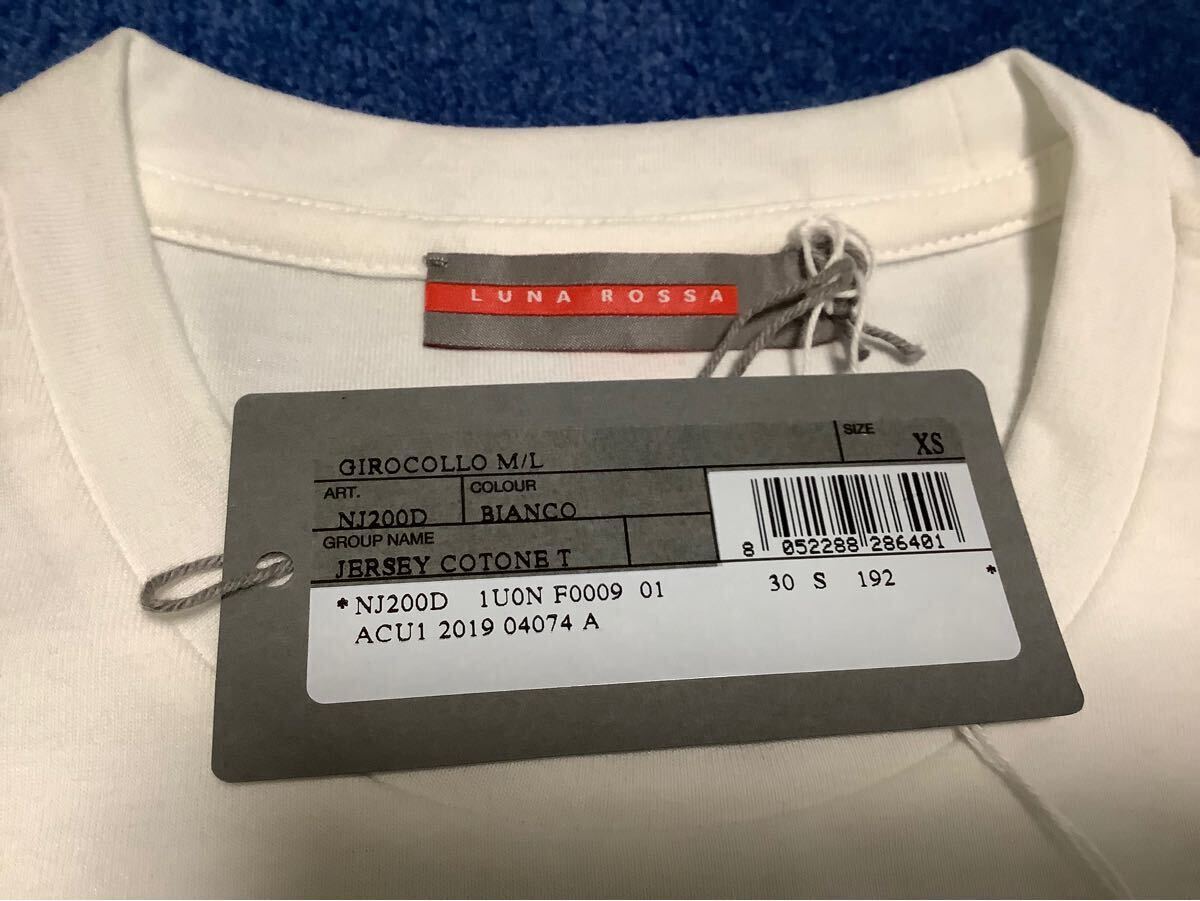 LUNA ROSSA
SIZE
GIROCOLLO M/L XS
ART. COLOUR
NJ200D BIANCO
GROUP NAME
JERSEY COTONE T
8 052288 286401
*NJ200D 1U0N F0009 01 30 S 192 *
ACU1 2019 04074 A